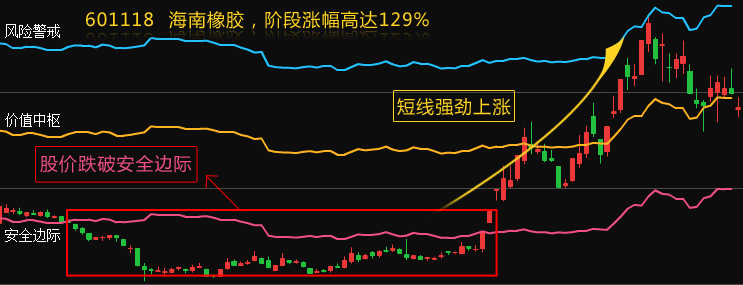 601118 海南橡胶，阶段涨幅高达129%
风险警戒
短线强劲上涨
价值中枢
股价跌破安全边际
安全边际